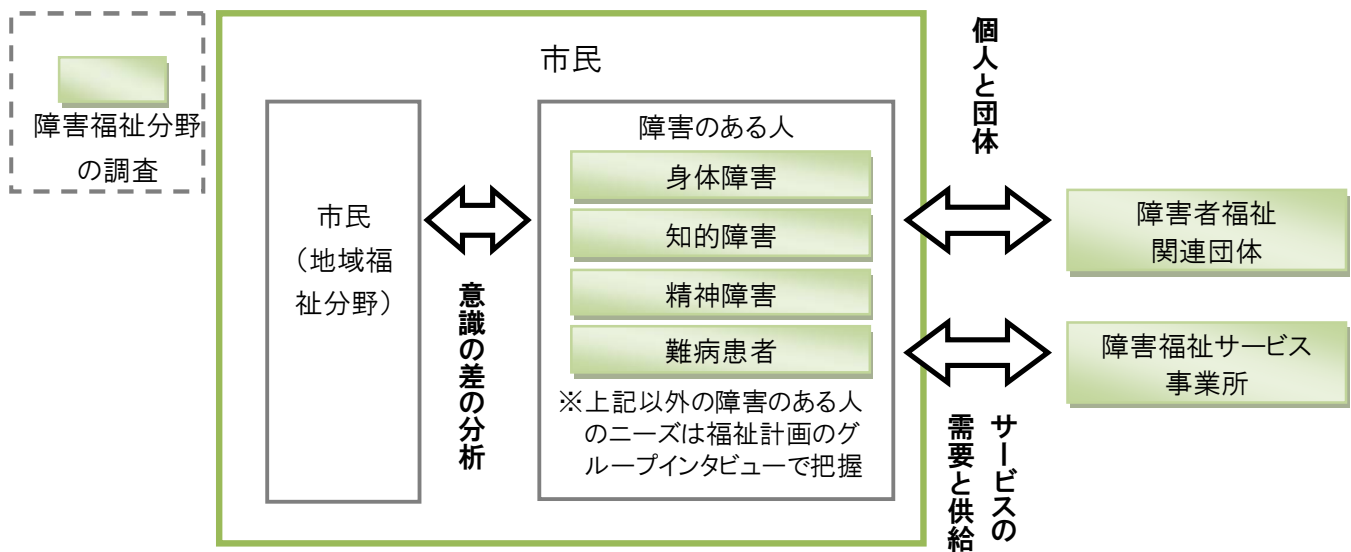 障害福祉分野
の調査
市民
市民
（地域福
祉分野）
意識の差の分析
障害のある人
身体障害
知的障害
精神障害
難病患者
※上記以外の障害のある人
のニーズは福祉計画のグ
ループインタビューで把握
個人と団体
障害者福祉
関連団体
サービスの
需要と供給
障害福祉サービス
事業所